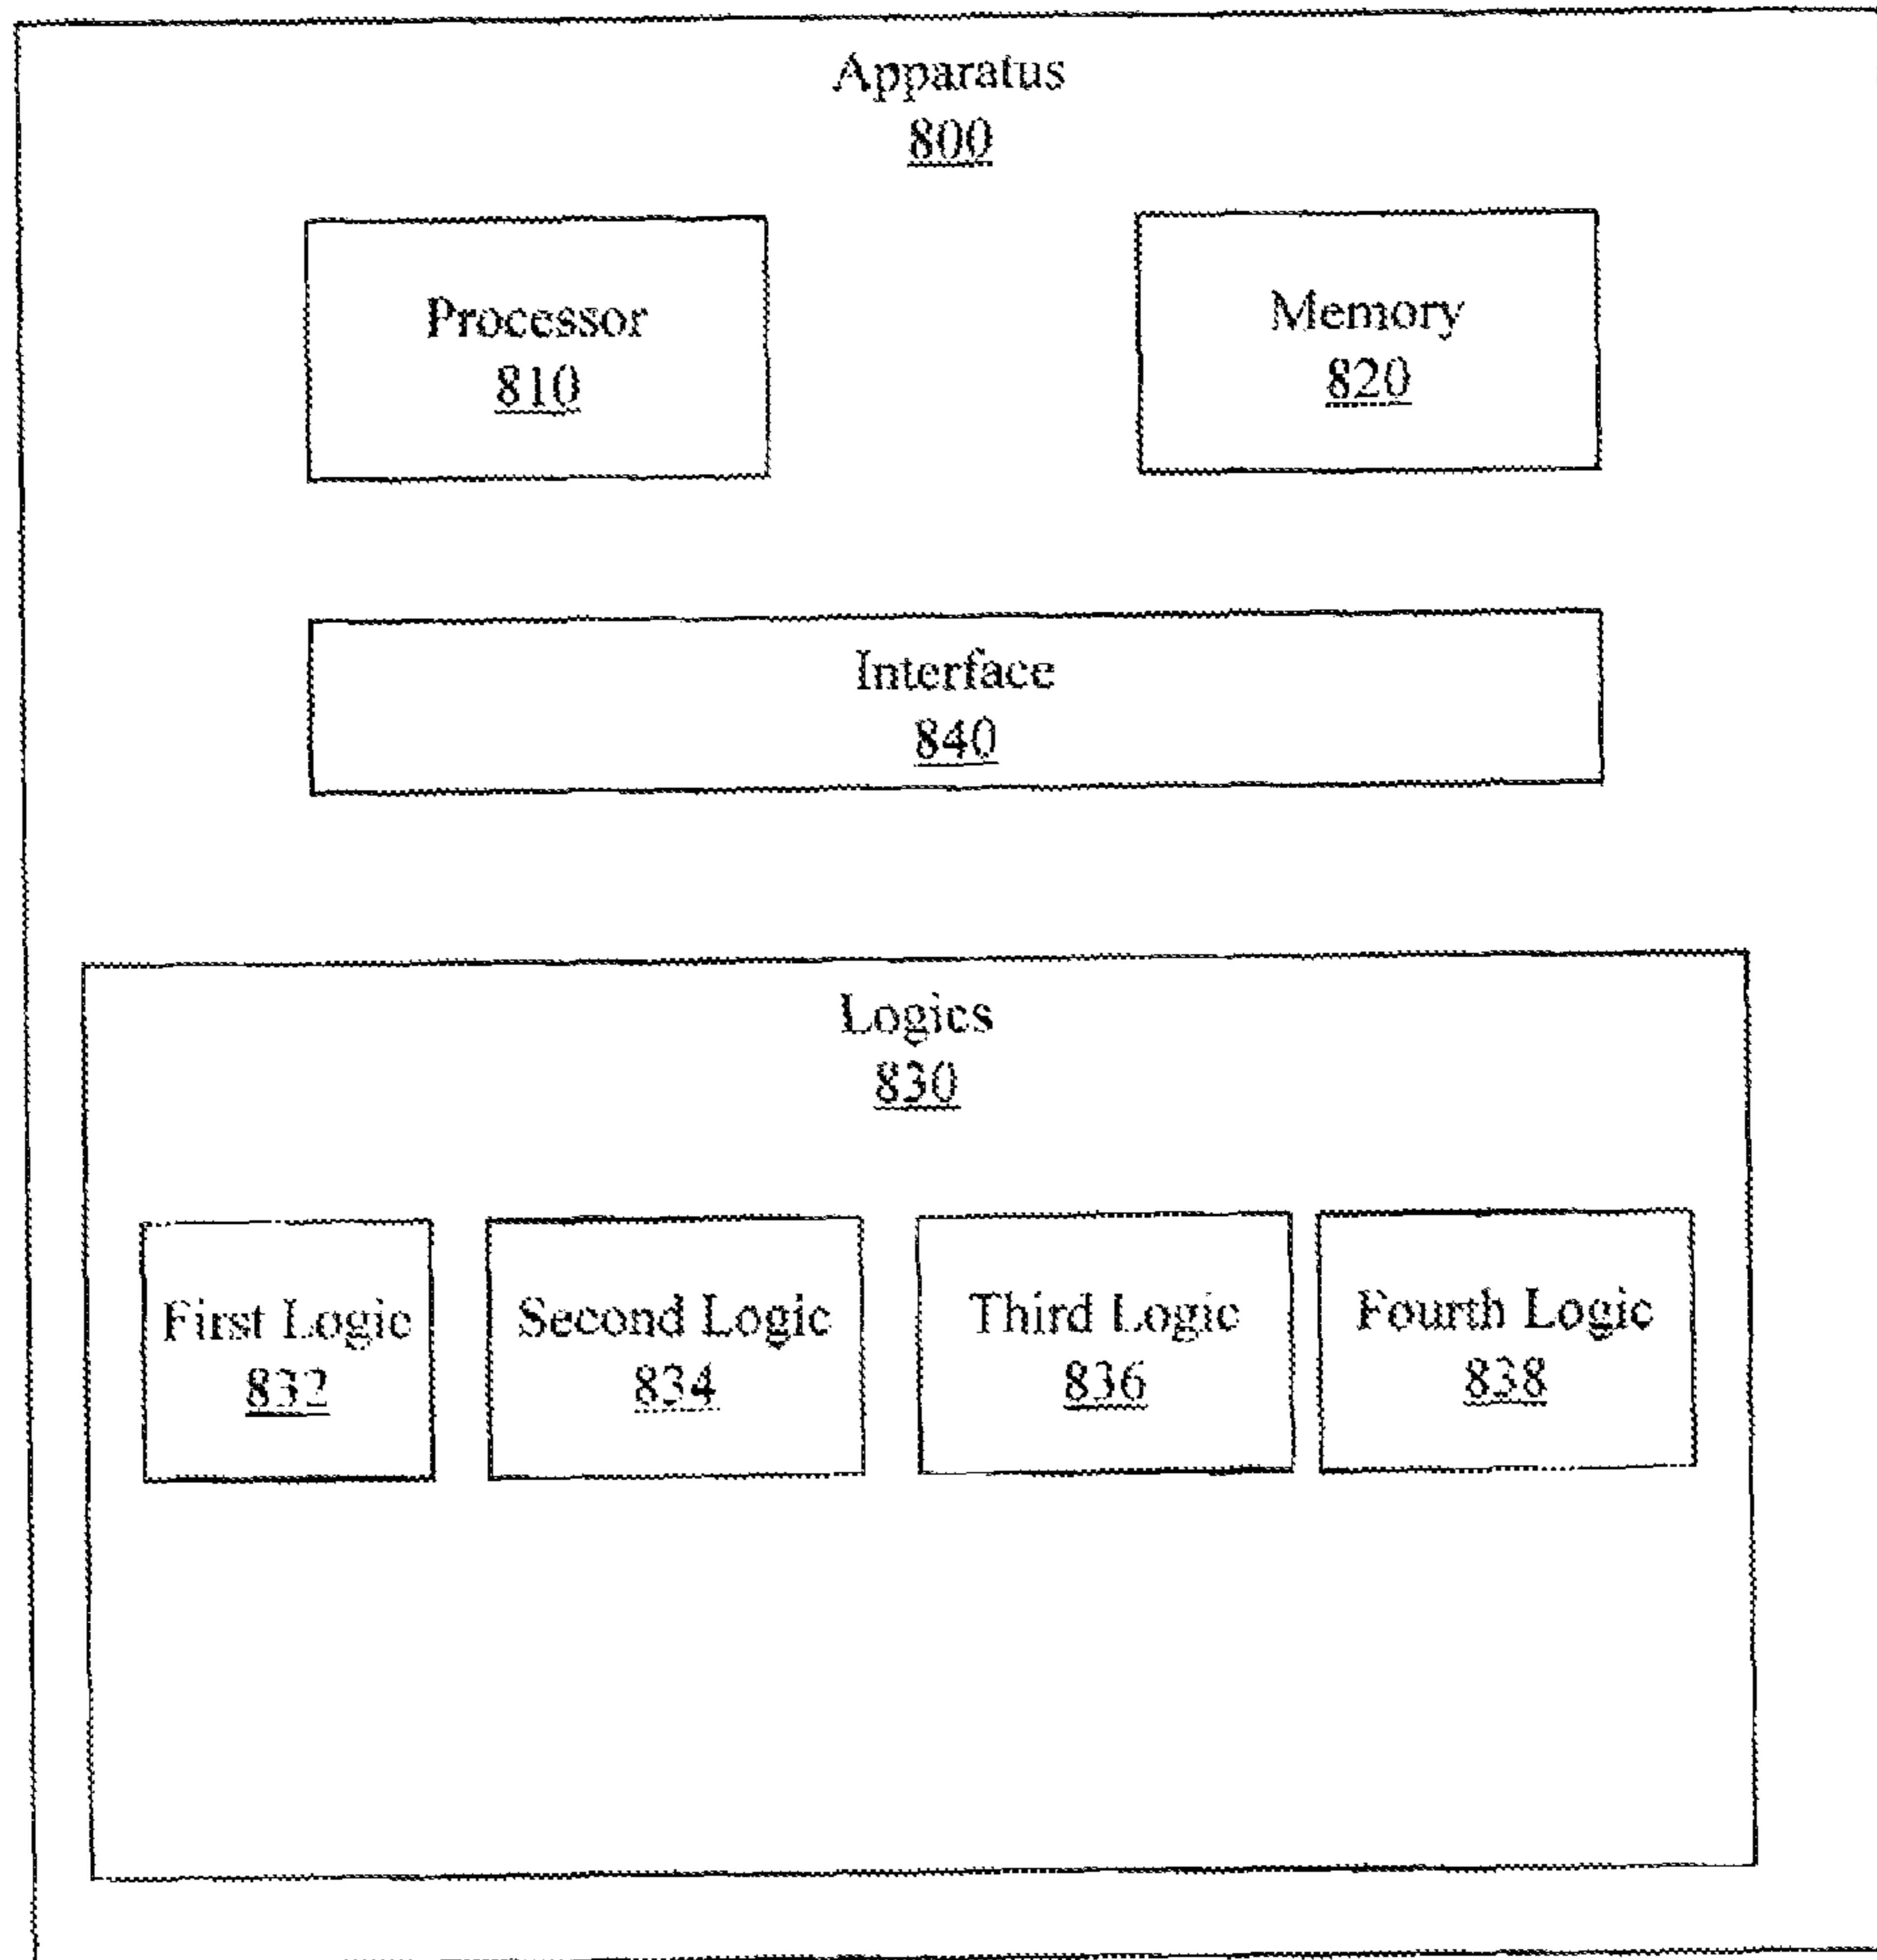 Apparatus
800
Processor
810
Memory
820
Interface
840
Logics
830
First Logic
832
Second Logic
834
Third Logic
836
Fourth Logic
838